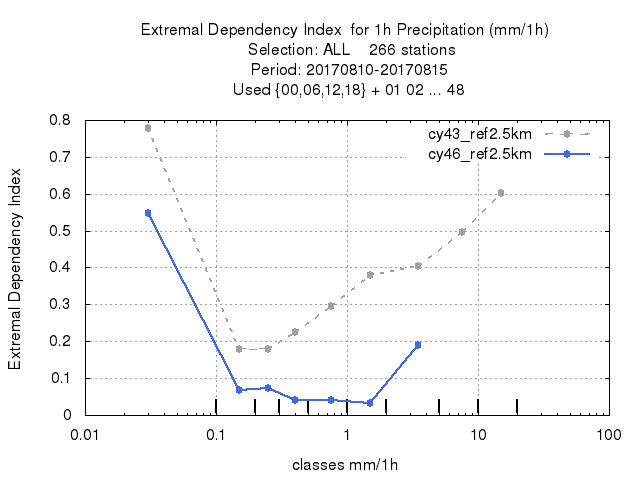 Extremal Dependency Index  for 1h Precipitation (mm/1h)
Selection: ALL    266 stations
Period: 20170810-20170815
Used {00,06,12,18} + 01 02 ... 48
cy43_ref2.5km
cy46_ref2.5km
Extremal Dependency Index
0.8
0.7
0.6
0.5
0.4
0.3
0.2
0.1
0
0.01 0.1 1 10 100
classes mm/1h